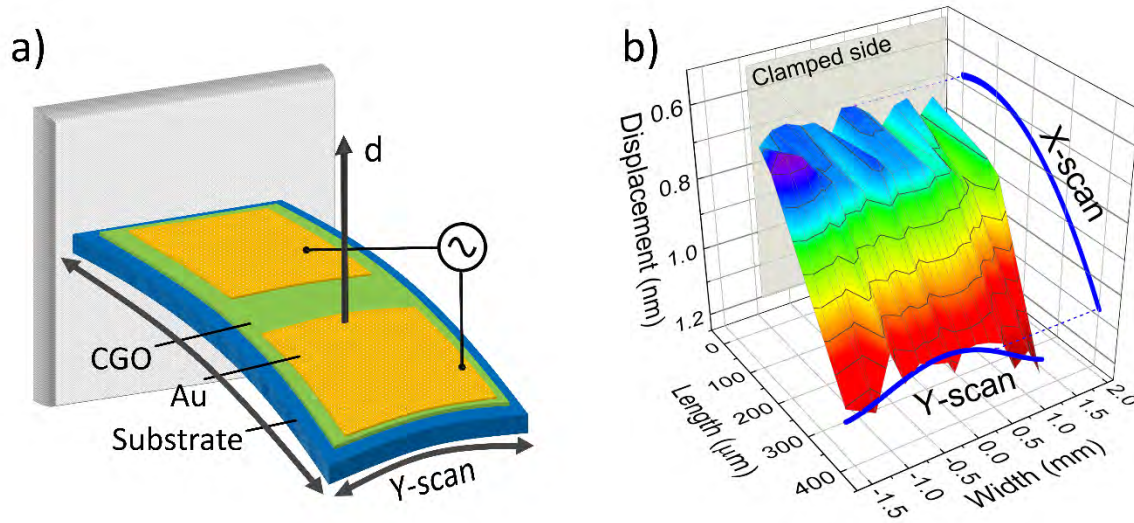 a)
d
CGO
Au
Substrate
Y-scan
b)
Clamped side
Displacement (nm)
0.6
0.8
1.0
1.2
X-scan
Y-scan
0
100
200
300
400
Length (μm)
-1.5
-1.0
-0.5
0.0
0.5
1.0
1.5
2.0
Width (mm)